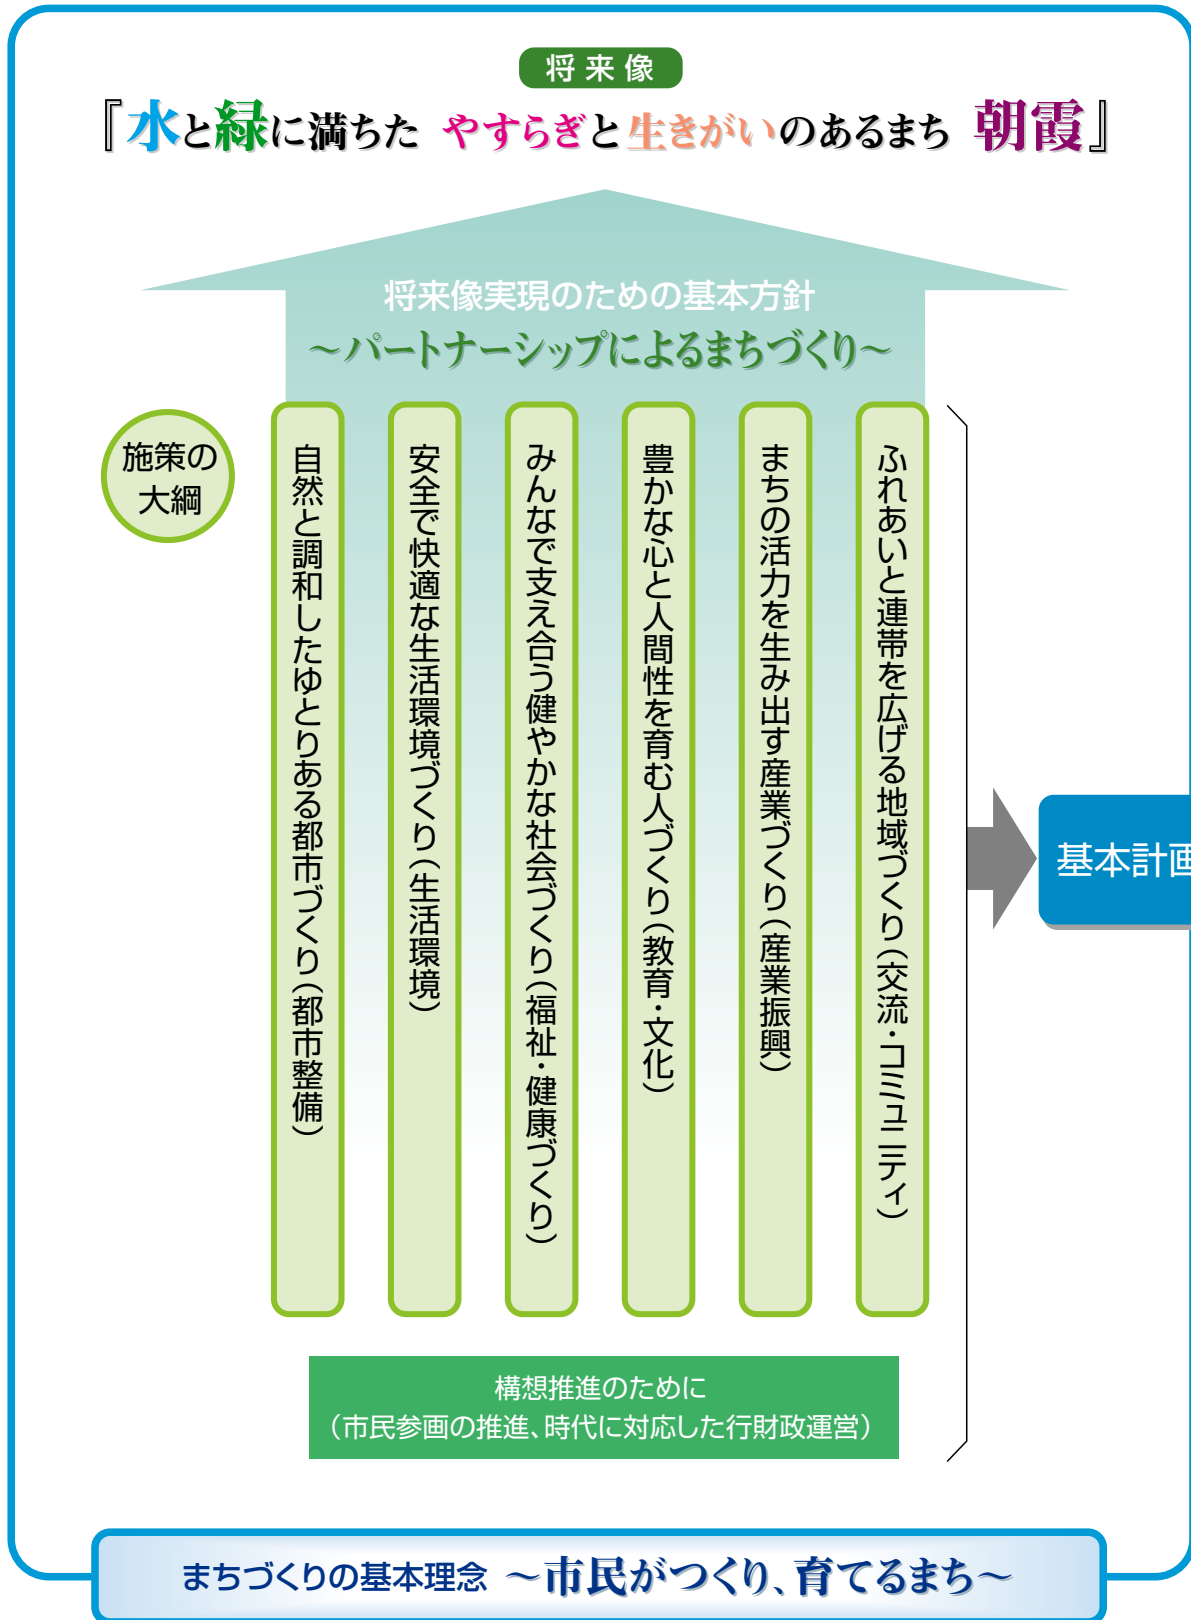 将来像
『水と緑に満ちた やすらぎと生きがいのあるまち 朝霞』
将来像実現のための基本方針
～パートナーシップによるまちづくり～
施策の
大綱
自然と調和したゆとりある都市づくり（都市整備）
安全で快適な生活環境づくり（生活環境）
みんなで支え合う健やかな社会づくり（福祉・健康づくり）
豊かな心と人間性を育む人づくり（教育・文化）
まちの活力を生み出す産業づくり（産業振興）
ふれあいと連帯を広げる地域づくり（交流・コミュニティ）
基本計画
構想推進のために
（市民参画の推進、時代に対応した行財政運営）
まちづくりの基本理念 ～市民がつくり、育てるまち～